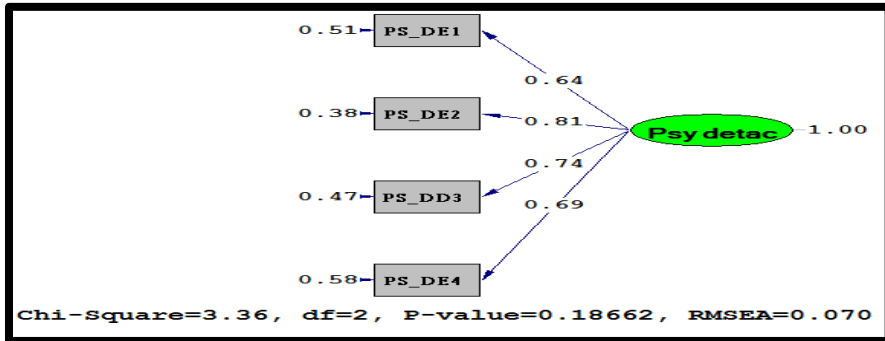 0.51 PS_DE1
0.64
0.38 PS_DE2
0.81
Psy detac 1.00
0.74
0.47 PS_DD3
0.69
0.58 PS_DE4
Chi-Square=3.36, df=2, P-value=0.18662, RMSEA=0.070